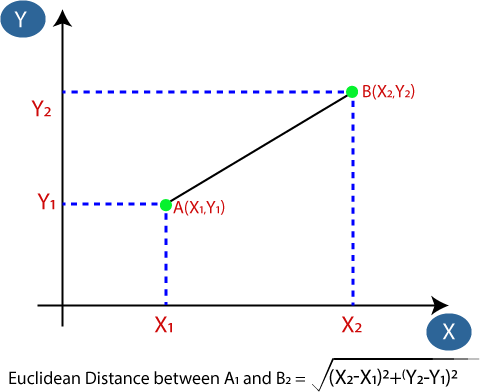 Y
Y₂
B(X₂,Y₂)
Y₁
A(X₁,Y₁)
X₁
X₂
X
Euclidean Distance between A₁ and B₂ = √(X₂-X₁)²+(Y₂-Y₁)²